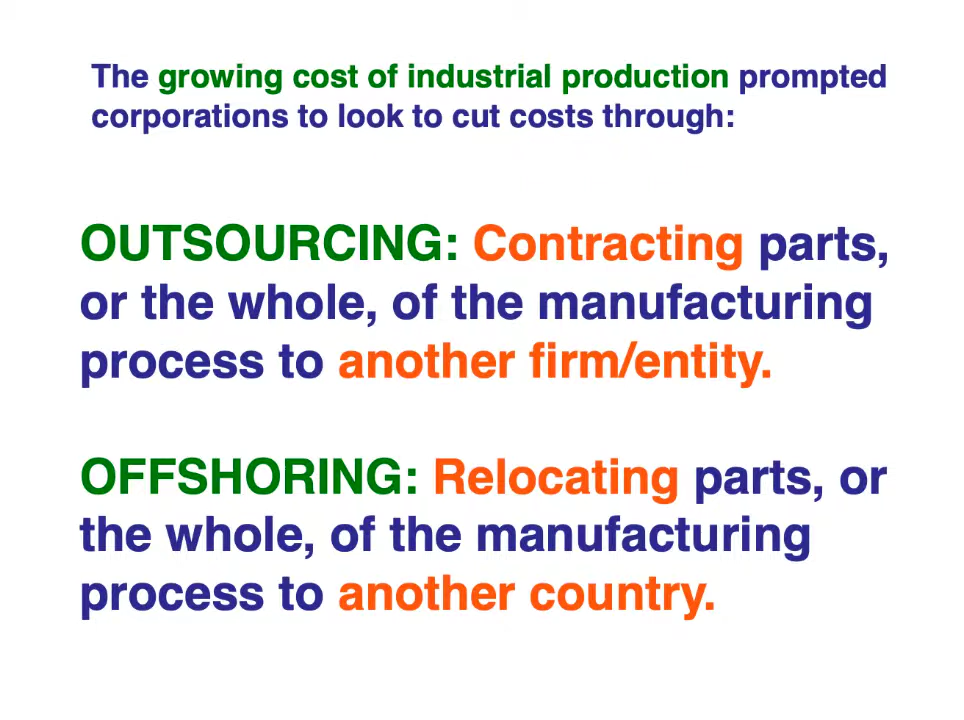 The growing cost of industrial production prompted
corporations to look to cut costs through:
OUTSOURCING: Contracting parts,
or the whole, of the manufacturing
process to another firm/entity.
OFFSHORING: Relocating parts, or
the whole, of the manufacturing
process to another country.